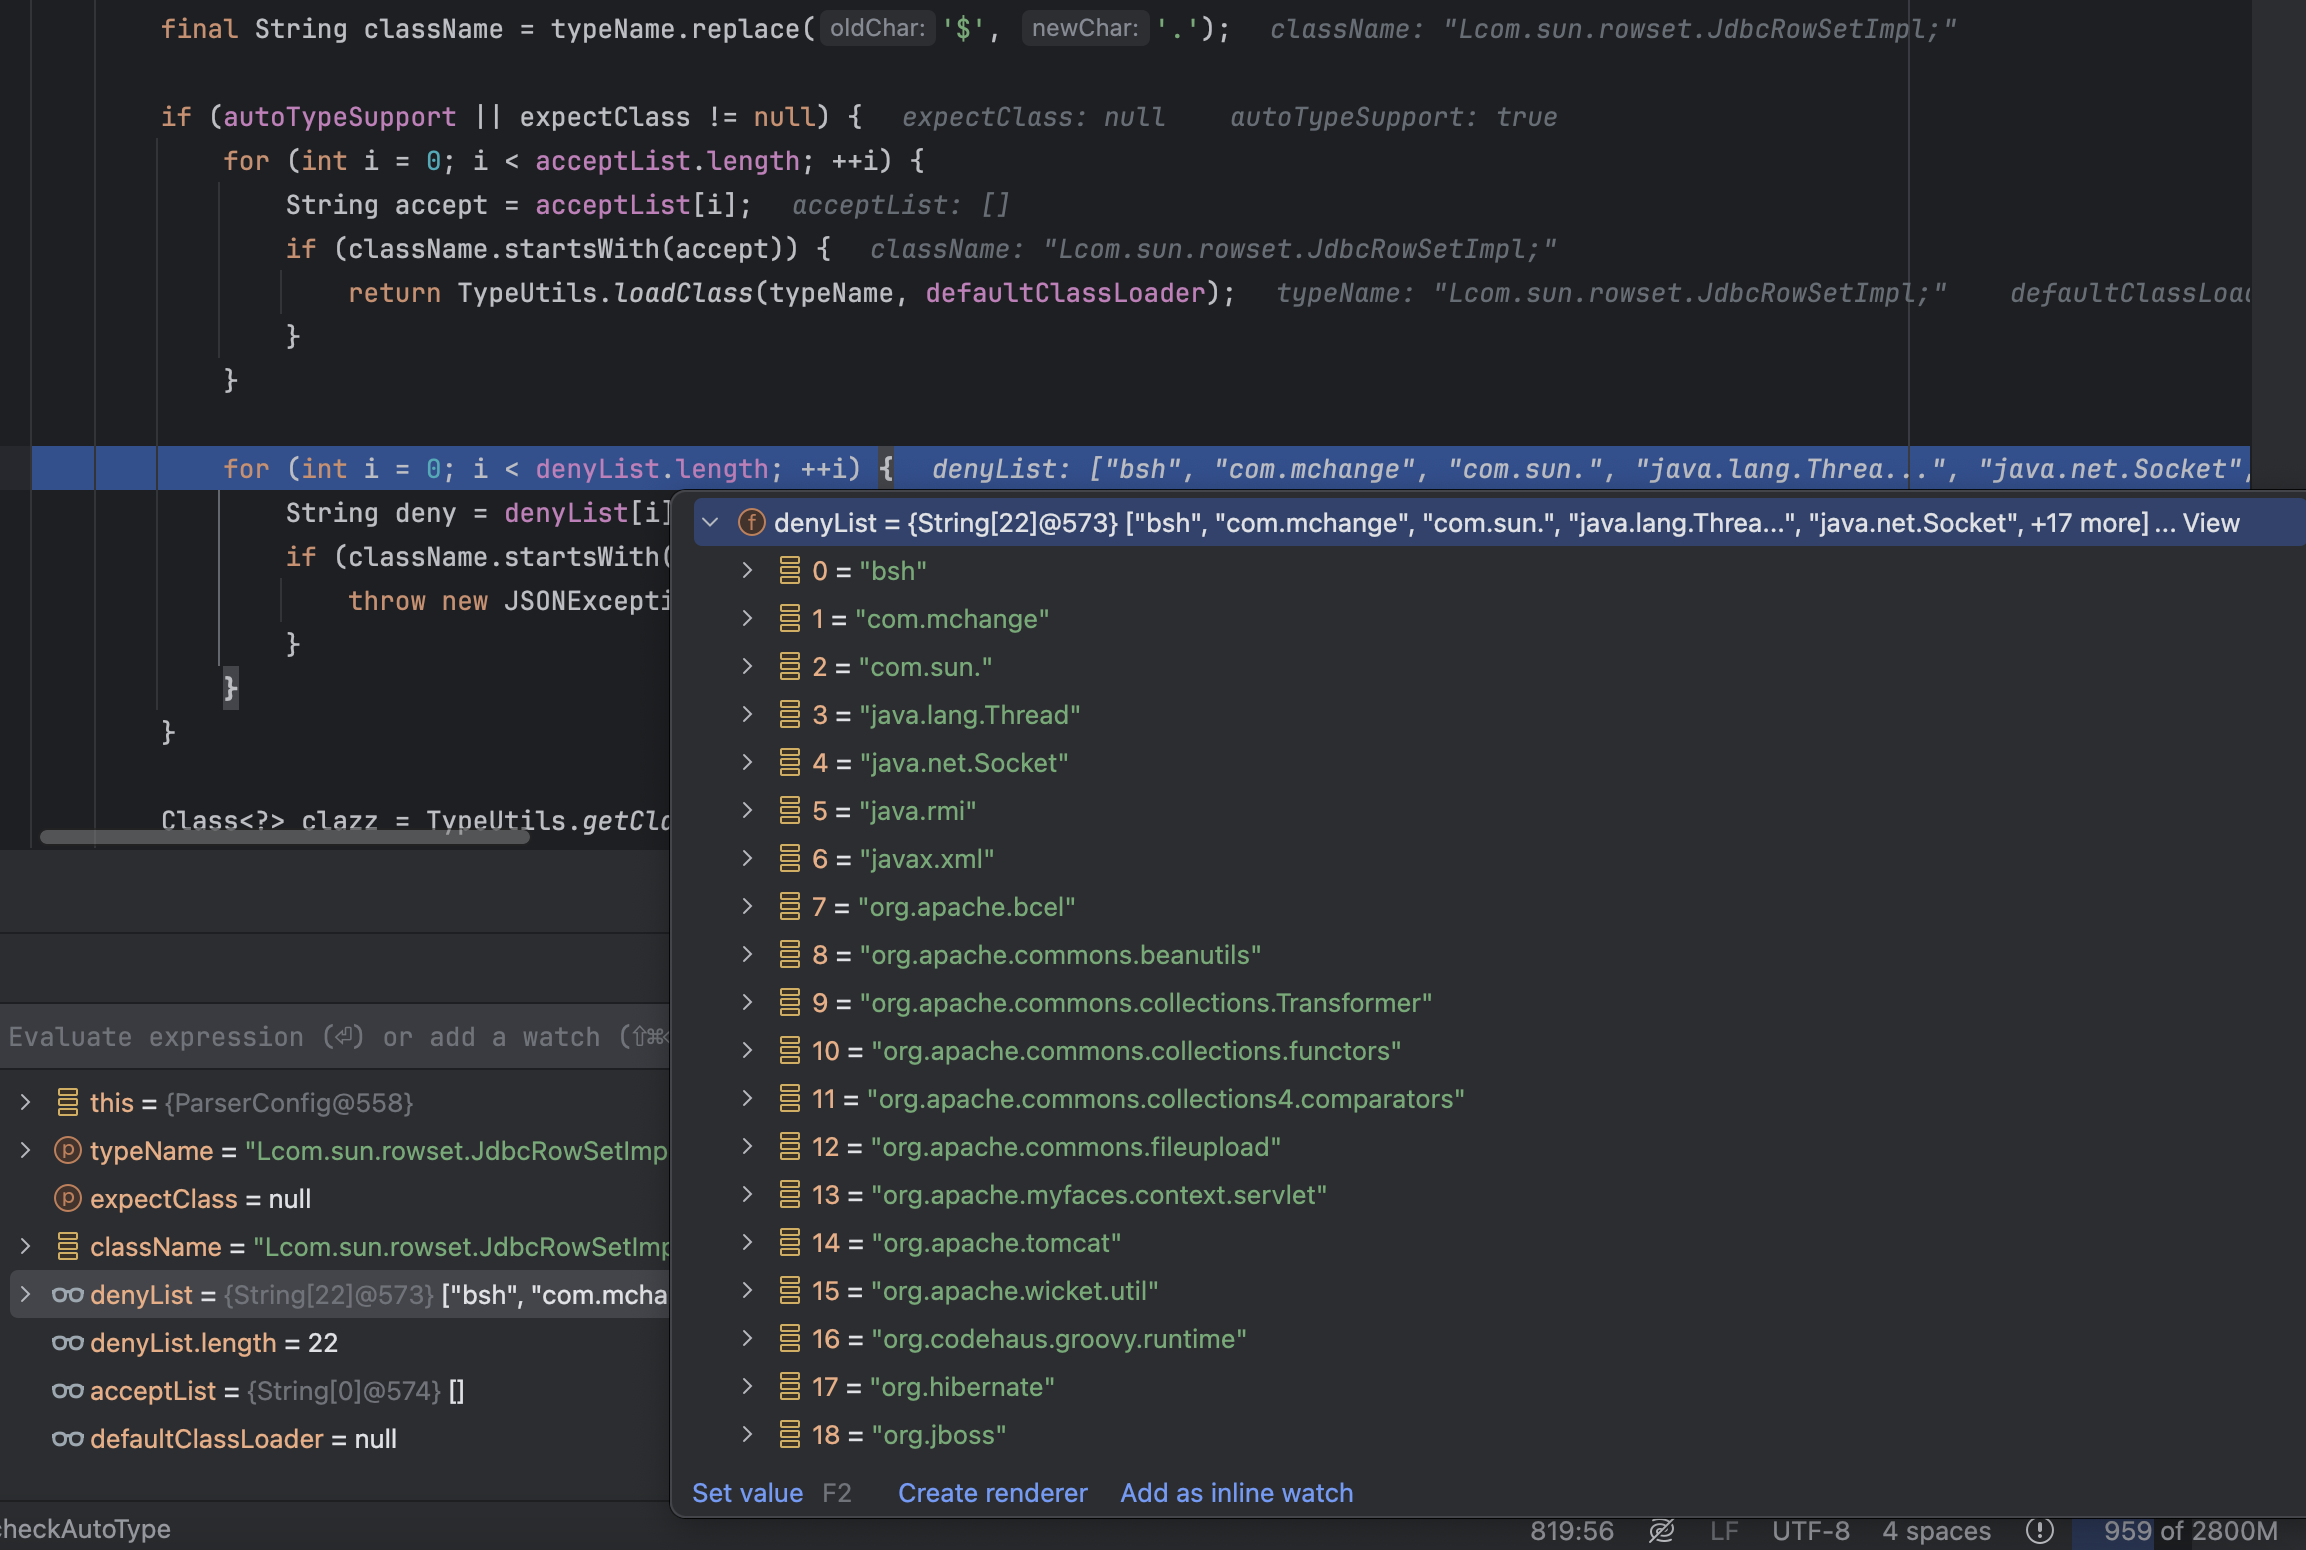 final String className = typeName.replace( oldChar: '$', newChar: '.'); className: "Lcom.sun.rowset.JdbcRowSetImpl;"
if (autoTypeSupport || expectClass != null) { expectClass: null autoTypeSupport: true
for (int i = 0; i < acceptList.length; ++i) {
String accept = acceptList[i]; acceptList: []
if (className.startsWith(accept)) { className: "Lcom.sun.rowset.JdbcRowSetImpl;"
return TypeUtils.loadClass(typeName, defaultClassLoader); typeName: "Lcom.sun.rowset.JdbcRowSetImpl;" defaultClassLoa
}
}
for (int i = 0; i < denyList.length; ++i) { denyList: ["bsh", "com.mchange", "com.sun.", "java.lang.Threa...", "java.net.Socket",
String deny = denyList[i]
if (className.startsWith(
throw new JSONExcepti
}
}
}
Class<?> clazz = TypeUtils.getCla
denyList = {String[22]@573} ["bsh", "com.mchange", "com.sun.", "java.lang.Threa...", "java.net.Socket", +17 more] ... View
0 = "bsh"
1 = "com.mchange"
2 = "com.sun."
3 = "java.lang.Thread"
4 = "java.net.Socket"
5 = "java.rmi"
6 = "javax.xml"
7 = "org.apache.bcel"
8 = "org.apache.commons.beanutils"
9 = "org.apache.commons.collections.Transformer"
10 = "org.apache.commons.collections.functors"
11 = "org.apache.commons.collections4.comparators"
12 = "org.apache.commons.fileupload"
13 = "org.apache.myfaces.context.servlet"
14 = "org.apache.tomcat"
15 = "org.apache.wicket.util"
16 = "org.codehaus.groovy.runtime"
17 = "org.hibernate"
18 = "org.jboss"
Set value F2 Create renderer Add as inline watch
Evaluate expression (⏎) or add a watch (⇧⌘
this = {ParserConfig@558}
typeName = "Lcom.sun.rowset.JdbcRowSetImp
expectClass = null
className = "Lcom.sun.rowset.JdbcRowSetImp
denyList = {String[22]@573} ["bsh", "com.mcha
denyList.length = 22
acceptList = {String[0]@574} []
defaultClassLoader = null
checkAutoType
819:56 LF UTF-8 4 spaces 959 of 2800M